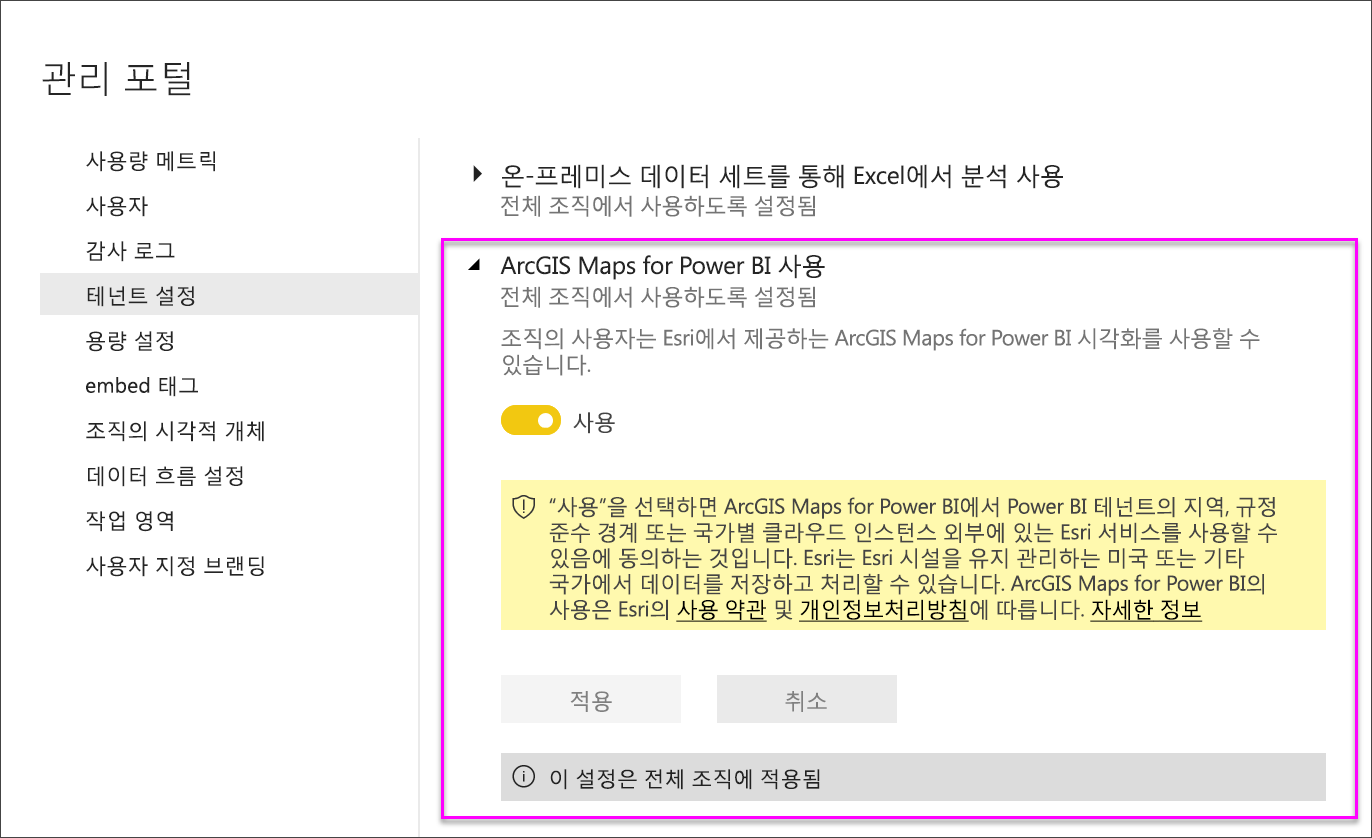 관리 포털
사용량 메트릭
사용자
감사 로그
테넌트 설정
용량 설정
embed 태그
조직의 시각적 개체
데이터 흐름 설정
작업 영역
사용자 지정 브랜딩
온-프레미스 데이터 세트를 통해 Excel에서 분석 사용
전체 조직에서 사용하도록 설정됨
ArcGIS Maps for Power BI 사용
전체 조직에서 사용하도록 설정됨
조직의 사용자는 Esri에서 제공하는 ArcGIS Maps for Power BI 시각화를 사용할 수
있습니다.
사용
“사용”을 선택하면 ArcGIS Maps for Power BI에서 Power BI 테넌트의 지역, 규정
준수 경계 또는 국가별 클라우드 인스턴스 외부에 있는 Esri 서비스를 사용할 수
있음에 동의하는 것입니다. Esri는 Esri 시설을 유지 관리하는 미국 또는 기타
국가에서 데이터를 저장하고 처리할 수 있습니다. ArcGIS Maps for Power BI의
사용은 Esri의 사용 약관 및 개인정보처리방침에 따릅니다. 자세한 정보
적용
취소
이 설정은 전체 조직에 적용됨